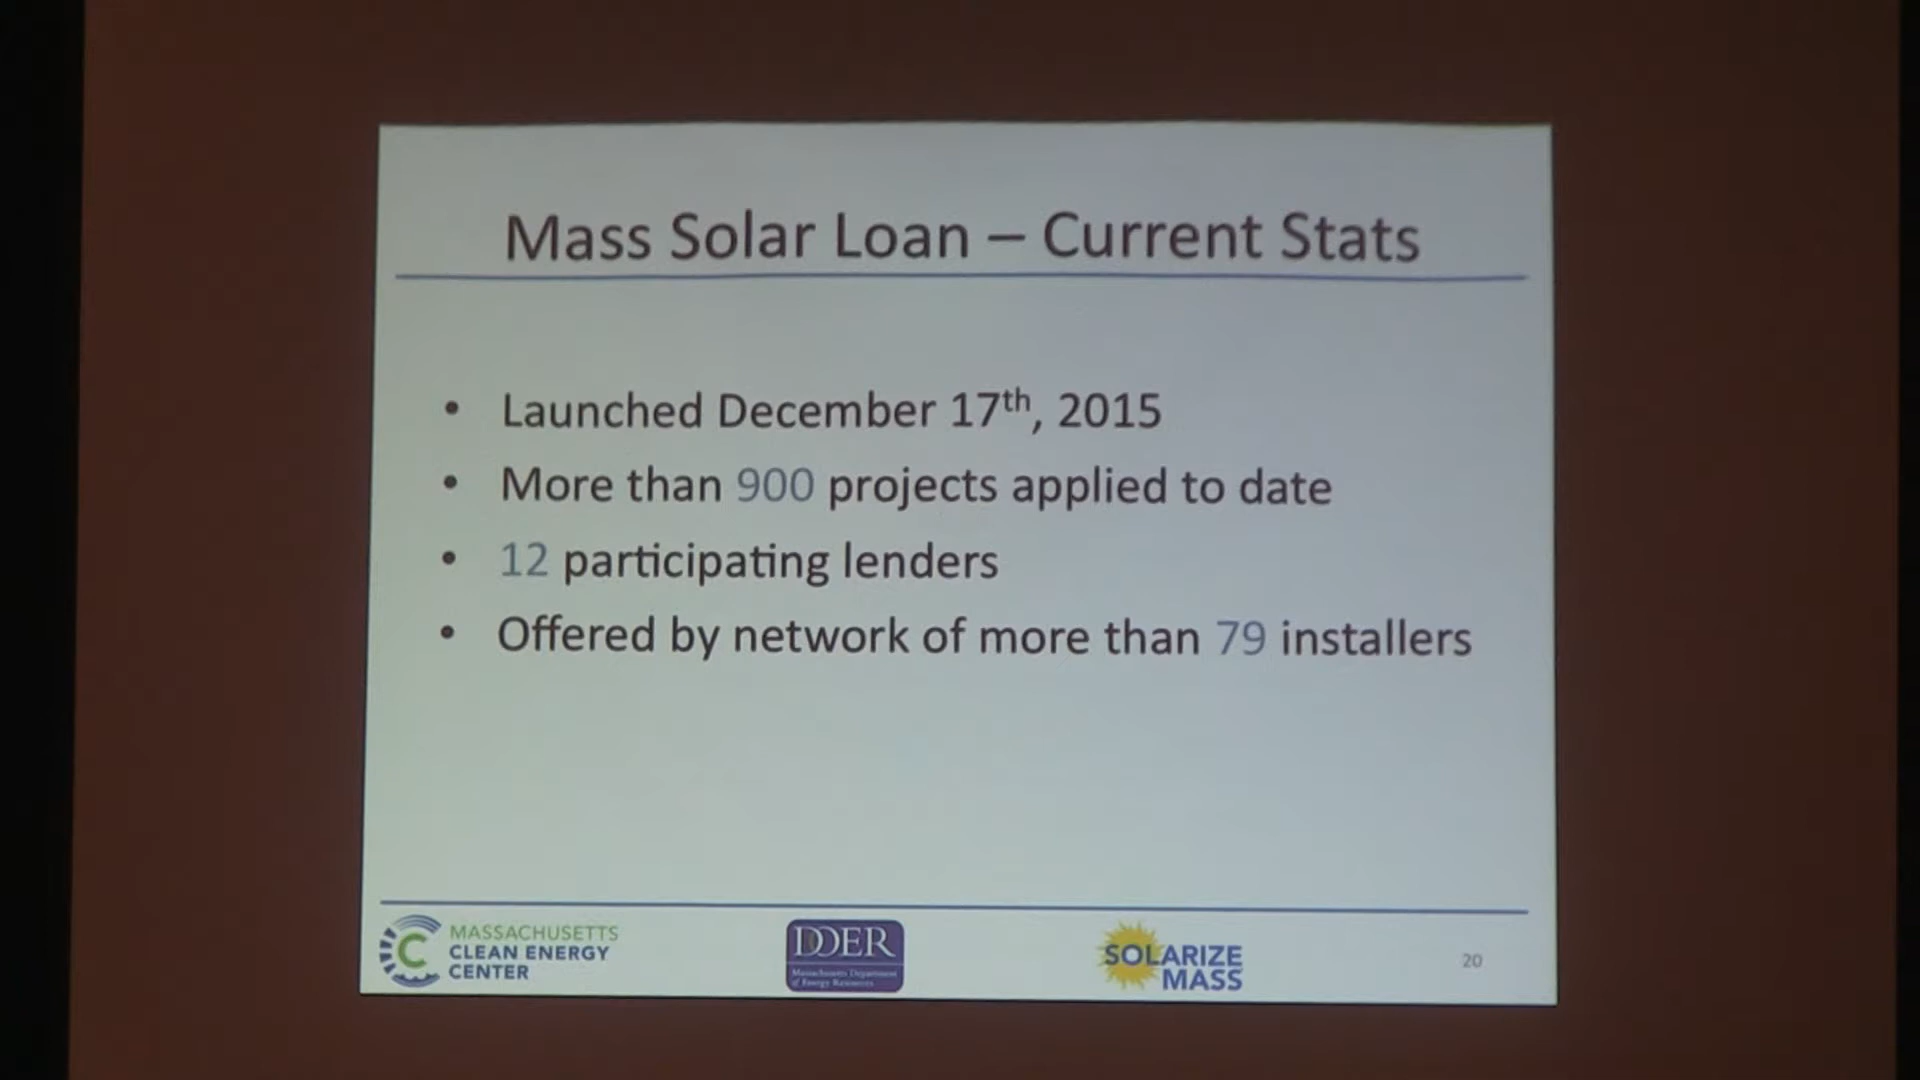 Mass Solar Loan – Current Stats
• Launched December 17th, 2015
• More than 900 projects applied to date
• 12 participating lenders
• Offered by network of more than 79 installers
MASSACHUSETTS
CLEAN ENERGY
CENTER
DOER
Massachusetts Department
of Energy Resources
SOLARIZE
MASS
20